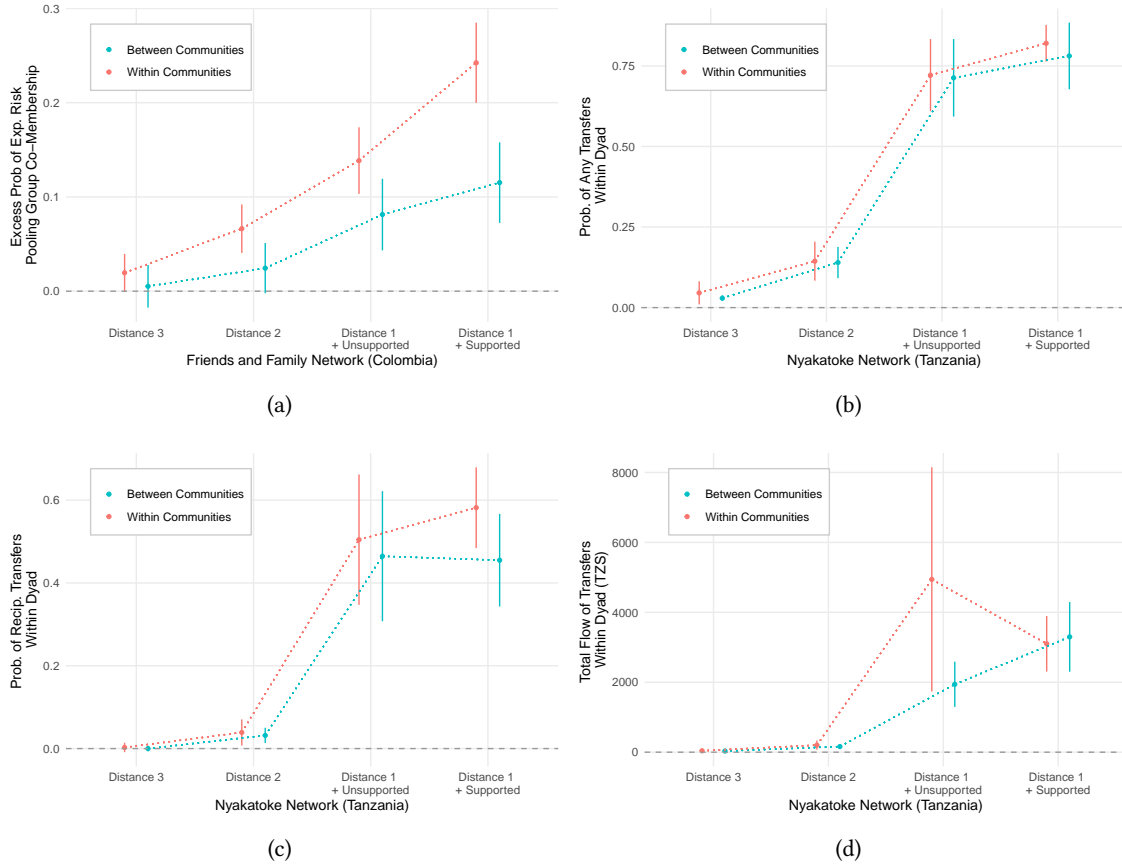 0.3
0.2
0.1
0.0
Excess Prob of Exp. Risk
Pooling Group Co−Membership
Between Communities
Within Communities
Distance 3
Distance 2
Distance 1
+ Unsupported
Distance 1
+ Supported
Friends and Family Network (Colombia)
(a)
0.75
0.50
0.25
0.00
Prob. of Any Transfers
Within Dyad
Between Communities
Within Communities
Distance 3
Distance 2
Distance 1
+ Unsupported
Distance 1
+ Supported
Nyakatoke Network (Tanzania)
(b)
0.6
0.4
0.2
0.0
Prob. of Recip. Transfers
Within Dyad
Between Communities
Within Communities
Distance 3
Distance 2
Distance 1
+ Unsupported
Distance 1
+ Supported
Nyakatoke Network (Tanzania)
(c)
8000
6000
4000
2000
0
Total Flow of Transfers
Within Dyad (TZS)
Between Communities
Within Communities
Distance 3
Distance 2
Distance 1
+ Unsupported
Distance 1
+ Supported
Nyakatoke Network (Tanzania)
(d)